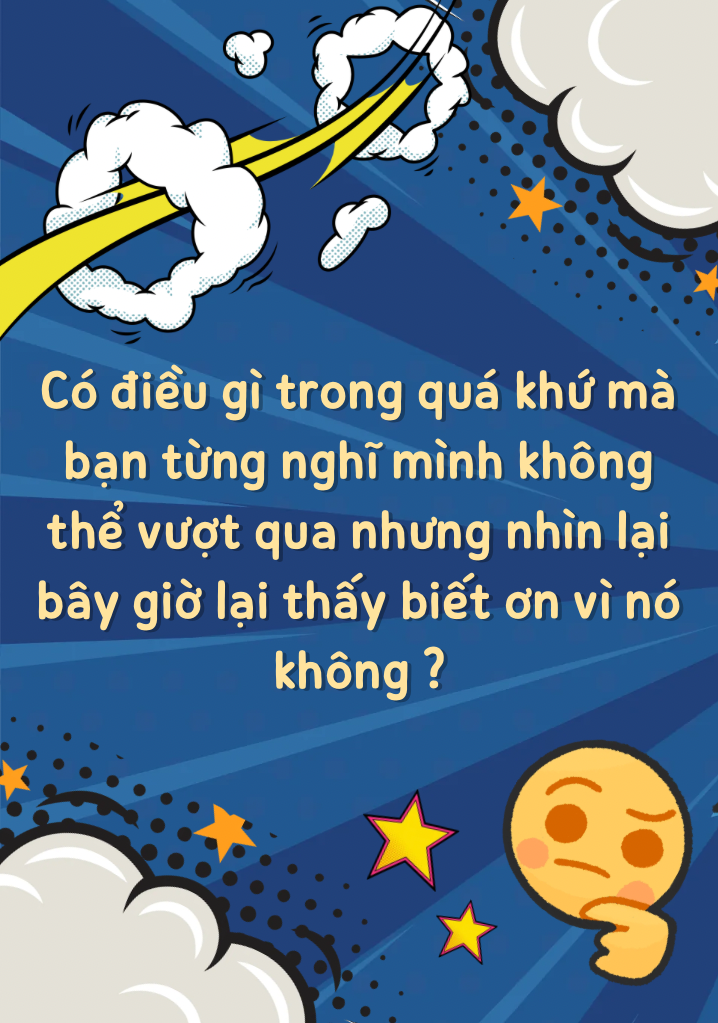 Có điều gì trong quá khứ mà
bạn từng nghĩ mình không
thể vượt qua nhưng nhìn lại
bây giờ lại thấy biết ơn vì nó
không ?